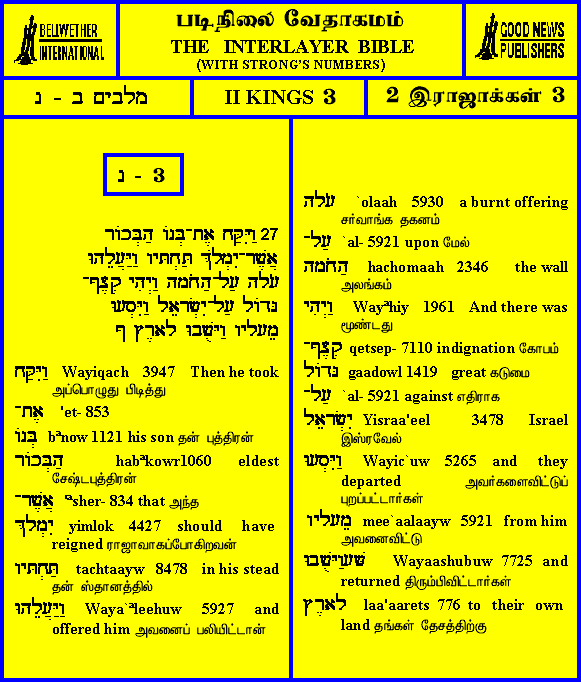 BELLWETHER
INTERNATIONAL
படிநிலை வேதாகமம்
THE INTERLAYER BIBLE
(WITH STRONG'S NUMBERS)
GOOD NEWS
PUBLISHERS
מלכים ב - נ
II KINGS 3
2 இராஜாக்கள் 3
נ - 3
27 וַיִּקַּח אֶת־בְּנוֹ הַבְּכוֹר
אֲשֶׁר־יִמְלֹךְ תַּחְתָּיו וַיַּעֲלֵהוּ
עֹלָה עַל־הַחֹמָה וַיְהִי קֶצֶף־
גָּדוֹל עַל־יִשְׂרָאֵל וַיִּסְעוּ
מֵעָלָיו וַיָּשֻׁבוּ לָאָרֶץ ף
וַיִּקַּח Wayiqach 3947 Then he took
அப்பொழுது பிடித்து
אֶת־ 'et- 853
בְּנוֹ bªnow 1121 his son தன் புத்திரன்
הַבְּכוֹר habªkowr1060 eldest
சேஷ்டபுத்திரன்
אֲשֶׁר־ 'ªsher- 834 that அந்த
יִמְלֹךְ yimlok 4427 should have
reigned ராஜாவாகப்போகிறவன்
תַּחְתָּיו tachtaayw 8478 in his stead
தன் ஸ்தானத்தில்
וַיַּעֲלֵהוּ Waya`ªleehuw 5927 and
offered him அவனைப் பலியிட்டான்
עֹלָה `olaah 5930 a burnt offering
சர்வாங்க தகனம்
עַל־ `al- 5921 upon மேல்
הַחֹמָה hachomaah 2346 the wall
அலங்கம்
וַיְהִי Wayªhiy 1961 And there was
மூண்டது
קֶצֶף־ qetsep- 7110 indignation கோபம்
גָּדוֹל gaadowl 1419 great கடுமை
עַל־ `al- 5921 against எதிராக
יִשְׂרָאֵל Yisraa'eel 3478 Israel
இஸ்ரவேல்
וַיִּסְעוּ Wayic`uw 5265 and they
departed அவர்களைவிட்டுப்
புறப்பட்டார்கள்
מֵעָלָיו mee`aalaayw 5921 from him
அவனைவிட்டு
Wayaashubuw 7725 and
returned திரும்பிவிட்டார்கள்
לָאָרֶץ laa'aarets 776 to their own
land தங்கள் தேசத்திற்கு